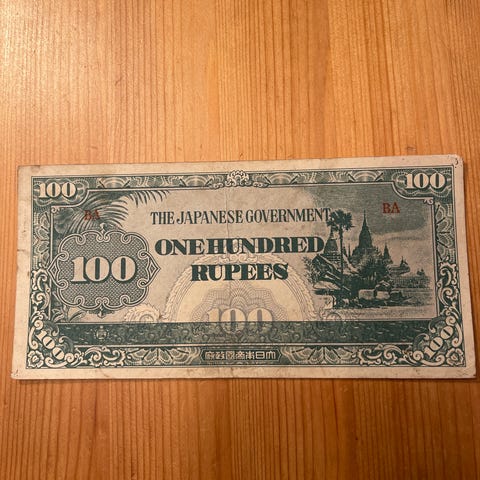 100 100
BA BA
THE JAPANESE GOVERNMENT
ONE HUNDRED
RUPEES
100
100
100 100
大日本帝國政府